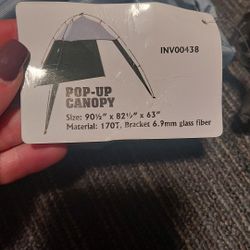 INV00438
POP-UP
CANOPY
Size: 90½" x 82½" x 63"
Material: 170T, Bracket 6.9mm glass fiber